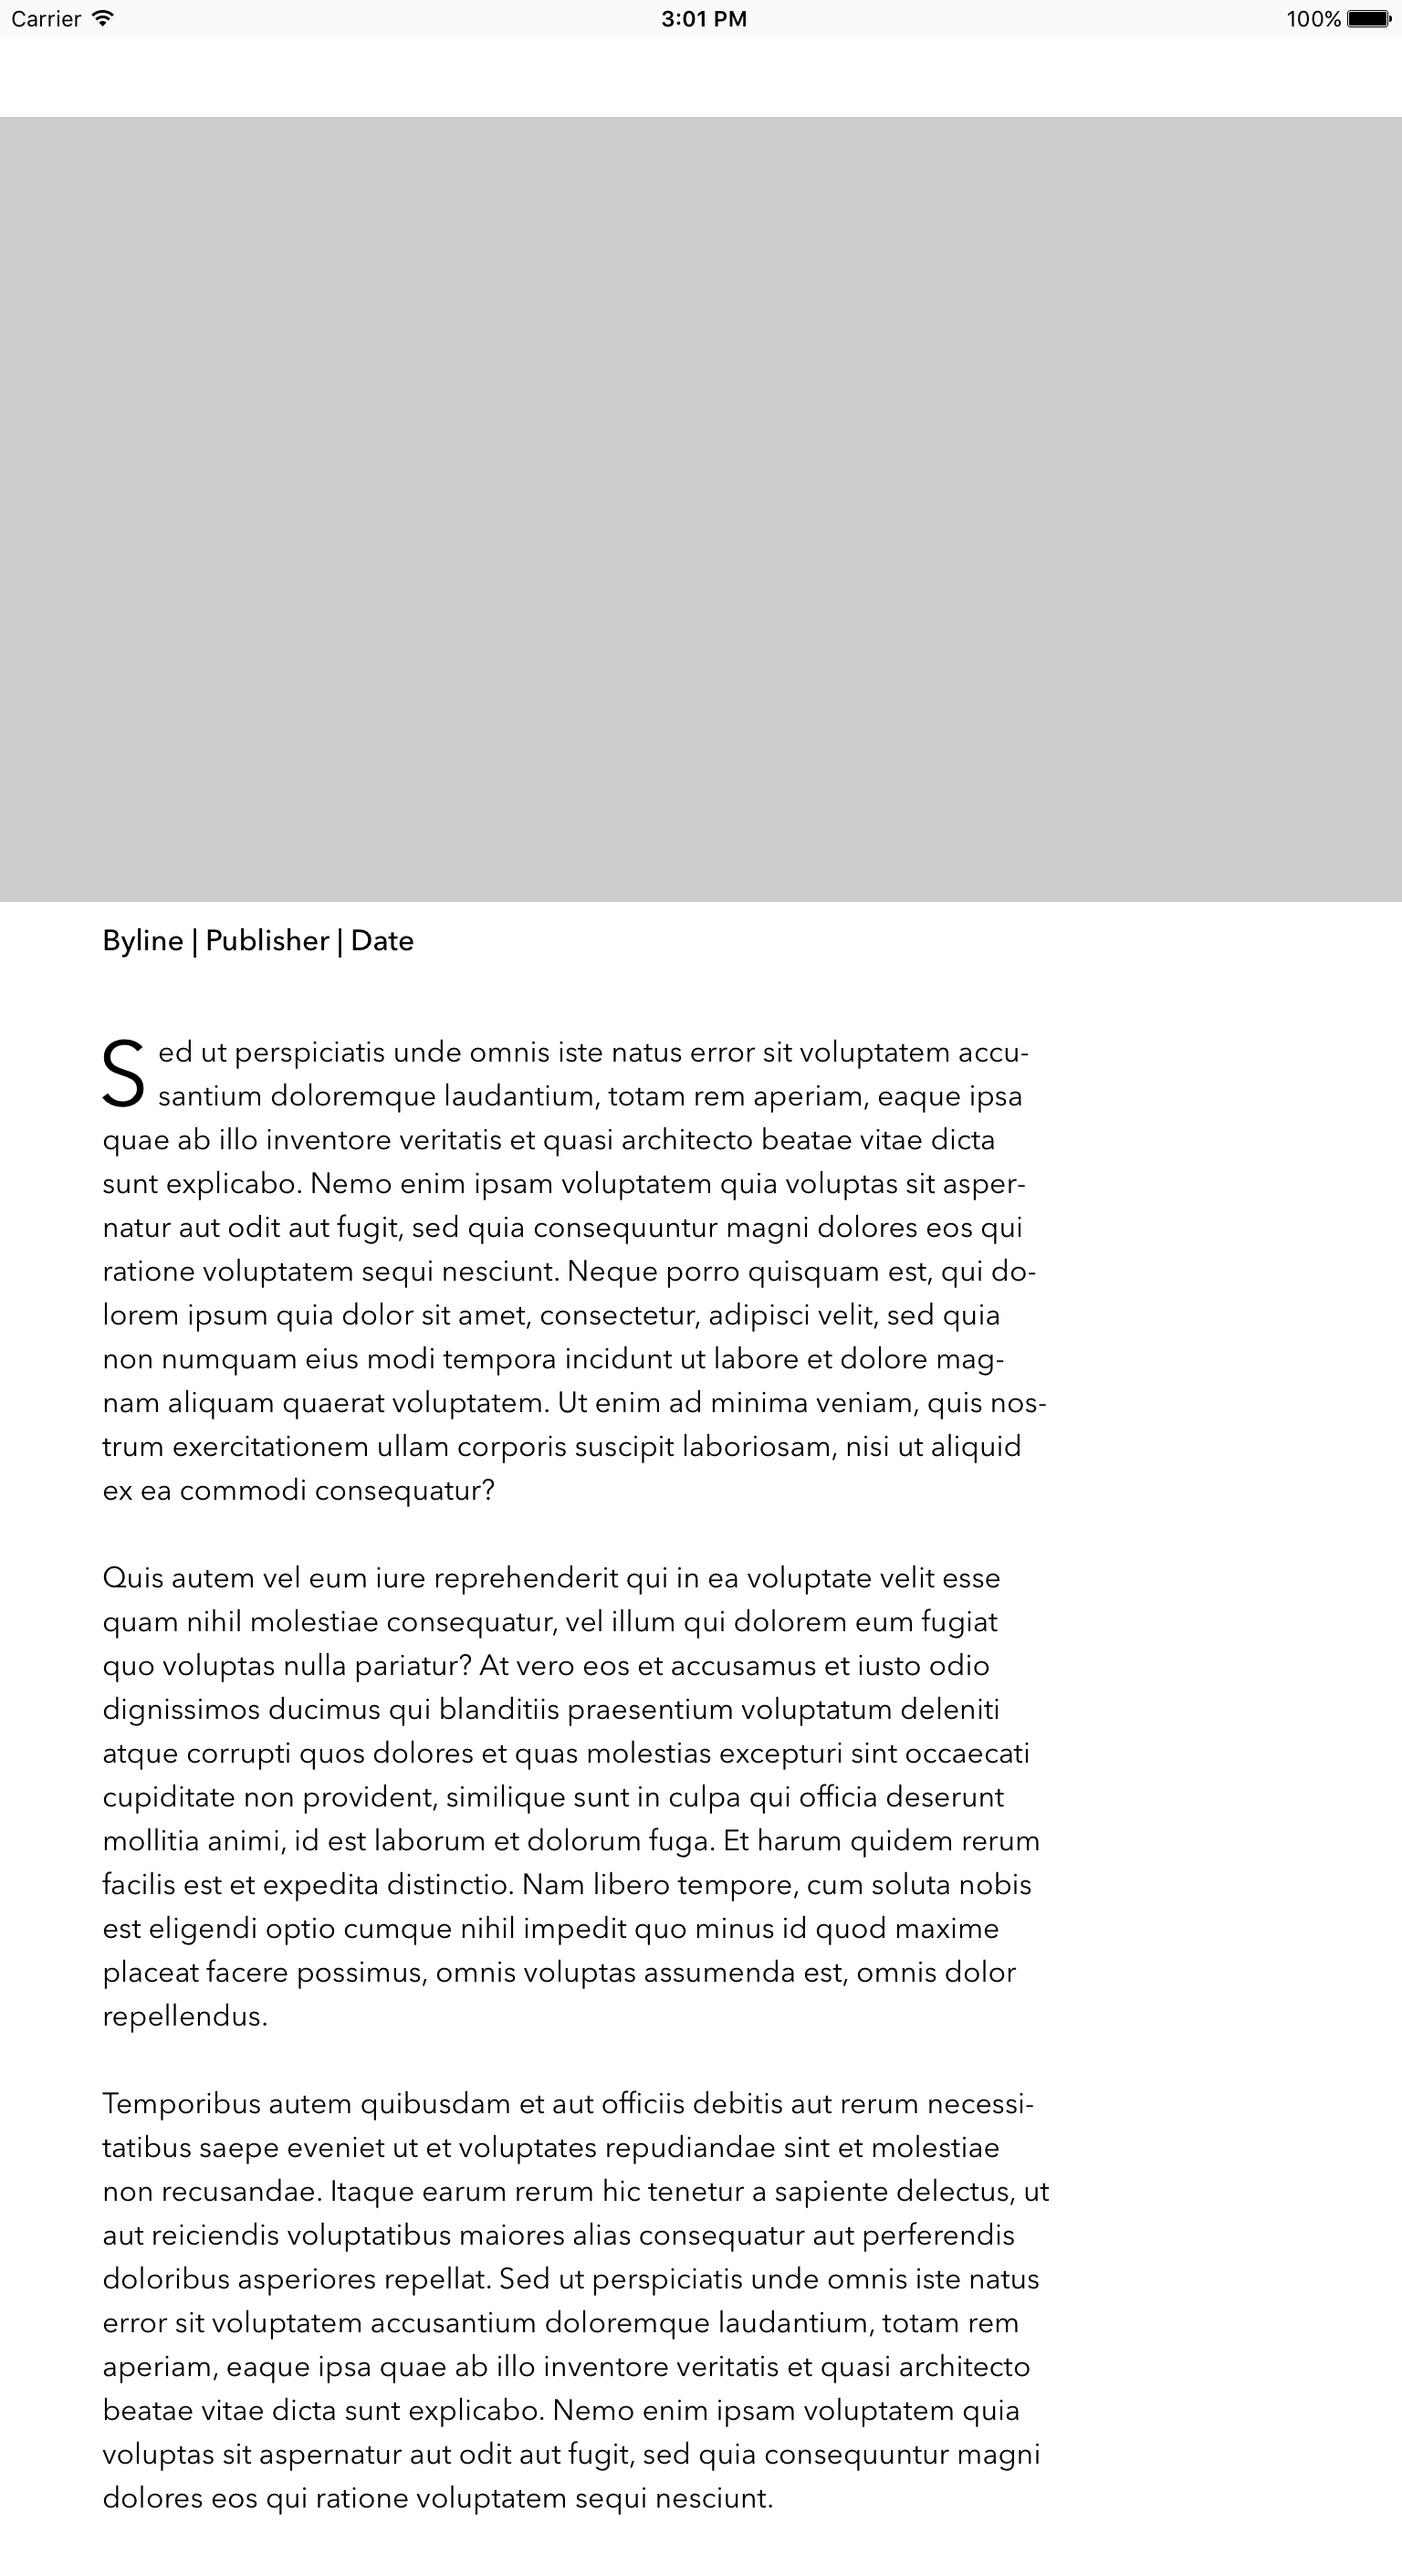 Carrier 3:01 PM 100%
Byline | Publisher | Date
Sed ut perspiciatis unde omnis iste natus error sit voluptatem accu-
santium doloremque laudantium, totam rem aperiam, eaque ipsa
quae ab illo inventore veritatis et quasi architecto beatae vitae dicta
sunt explicabo. Nemo enim ipsam voluptatem quia voluptas sit asper-
natur aut odit aut fugit, sed quia consequuntur magni dolores eos qui
ratione voluptatem sequi nesciunt. Neque porro quisquam est, qui do-
lorem ipsum quia dolor sit amet, consectetur, adipisci velit, sed quia
non numquam eius modi tempora incidunt ut labore et dolore mag-
nam aliquam quaerat voluptatem. Ut enim ad minima veniam, quis nos-
trum exercitationem ullam corporis suscipit laboriosam, nisi ut aliquid
ex ea commodi consequatur?
Quis autem vel eum iure reprehenderit qui in ea voluptate velit esse
quam nihil molestiae consequatur, vel illum qui dolorem eum fugiat
quo voluptas nulla pariatur? At vero eos et accusamus et iusto odio
dignissimos ducimus qui blanditiis praesentium voluptatum deleniti
atque corrupti quos dolores et quas molestias excepturi sint occaecati
cupiditate non provident, similique sunt in culpa qui officia deserunt
mollitia animi, id est laborum et dolorum fuga. Et harum quidem rerum
facilis est et expedita distinctio. Nam libero tempore, cum soluta nobis
est eligendi optio cumque nihil impedit quo minus id quod maxime
placeat facere possimus, omnis voluptas assumenda est, omnis dolor
repellendus.
Temporibus autem quibusdam et aut officiis debitis aut rerum necessi-
tatibus saepe eveniet ut et voluptates repudiandae sint et molestiae
non recusandae. Itaque earum rerum hic tenetur a sapiente delectus, ut
aut reiciendis voluptatibus maiores alias consequatur aut perferendis
doloribus asperiores repellat. Sed ut perspiciatis unde omnis iste natus
error sit voluptatem accusantium doloremque laudantium, totam rem
aperiam, eaque ipsa quae ab illo inventore veritatis et quasi architecto
beatae vitae dicta sunt explicabo. Nemo enim ipsam voluptatem quia
voluptas sit aspernatur aut odit aut fugit, sed quia consequuntur magni
dolores eos qui ratione voluptatem sequi nesciunt.